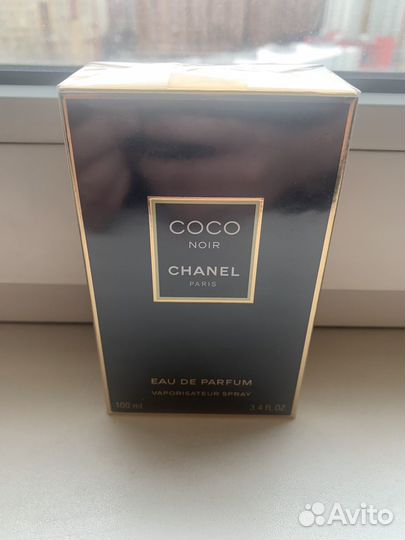 COCO
NOIR
CHANEL
PARIS
EAU DE PARFUM
VAPORISATEUR SPRAY
100 ml 3.4 FL.OZ
Avito